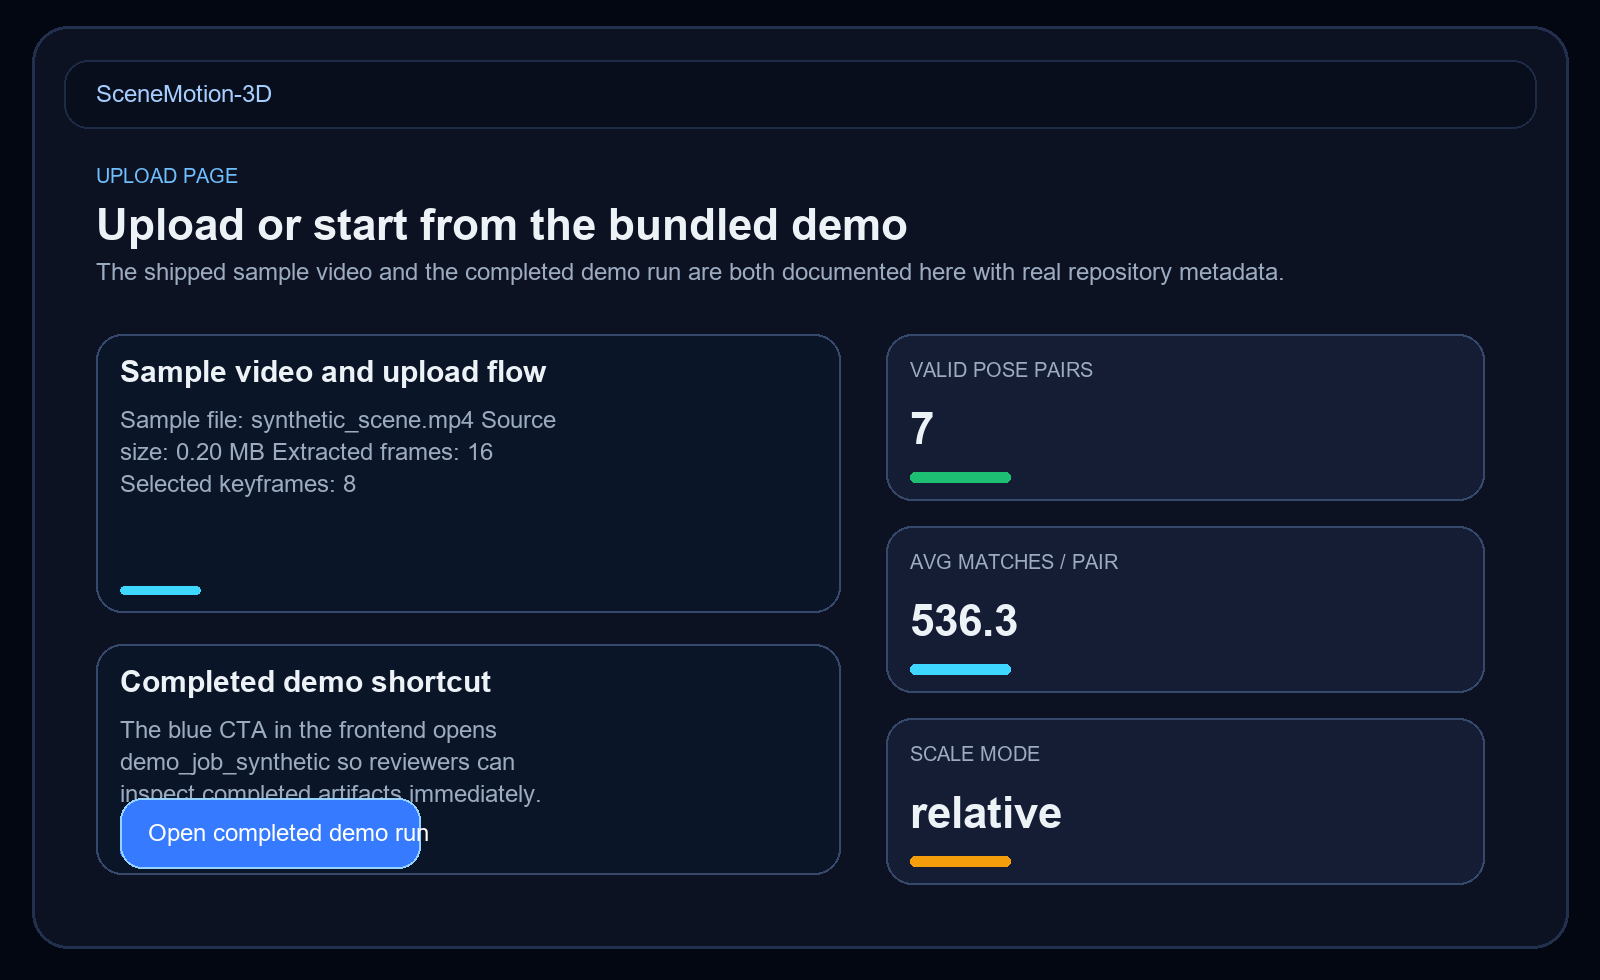 SceneMotion-3D
UPLOAD PAGE
Upload or start from the bundled demo
The shipped sample video and the completed demo run are both documented here with real repository metadata.
Sample video and upload flow
Sample file: synthetic_scene.mp4 Source
size: 0.20 MB Extracted frames: 16
Selected keyframes: 8
Completed demo shortcut
The blue CTA in the frontend opens
demo_job_synthetic so reviewers can
inspect completed artifacts immediately.
Open completed demo run
VALID POSE PAIRS
7
AVG MATCHES / PAIR
536.3
SCALE MODE
relative